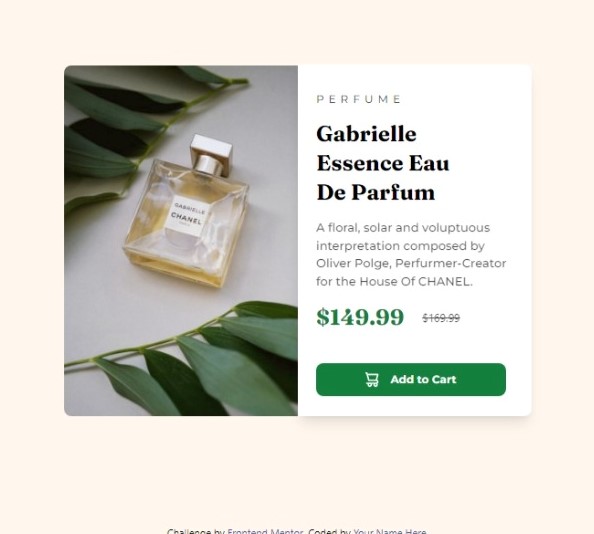 PERFUME
Gabrielle
Essence Eau
De Parfum
A floral, solar and voluptuous
interpretation composed by
Oliver Polge, Perfurmer-Creator
for the House Of CHANEL.
$149.99 $169.99
Add to Cart
GABRIELLE
CHANEL
Challenge by Frontend Mentor. Coded by Your Name Here.